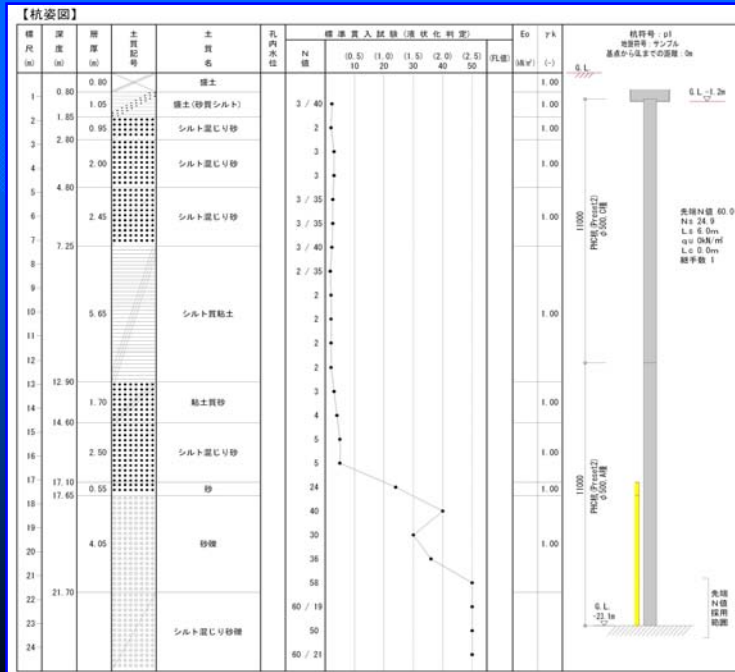 【杭姿図】
標尺(m) 深度(m) 層厚(m) 土質記号 土質名 孔内水位 標準貫入試験(液状化判定) Eo γk
N値 (0.5) (1.0) (1.5) (2.0) (2.5) (FL値)
10 20 30 40 50 (-)
杭符号:p1
地盤符号:サンプル
基点から位までの距離:0m
G.L.
G.L.-1.2m
0.80 盛土 1.00
0.80
1
1.05 盛土(砂質シルト) 3 / 40 1.00
1.85
2
0.95 シルト混じり砂 2 1.00
2.80
3
2.00 シルト混じり砂 3 1.00
4
3
4.80
5
3 / 35
2.45 シルト混じり砂 1.00
6
3 / 35
7
7.25
3 / 40
8
2 / 35
9
2
10
5.65 シルト質粘土 2 1.00
11
2
12
2
12.90
13
3
1.70 粘土質砂 1.00
14
4
14.60
15
5
2.50 シルト混じり砂 1.00
16
5
17
17.10
0.55 砂 24 1.00
17.65
18
40
19
30
4.05 砂礫 1.00
20
36
21
58
21.70
22
60 / 19
シルト混じり砂礫
23
50
24
60 / 21
11000
PHC杭(Preset2)
φ500, C種
先端N値 60.0
Ns 24.9
Ls 6.0m
qu 0kN/㎡
Lc 0.0m
継手数 1
11000
PHC杭(Preset2)
φ500, A種
G.L.
-23.1m
先端
N値
採用
範囲